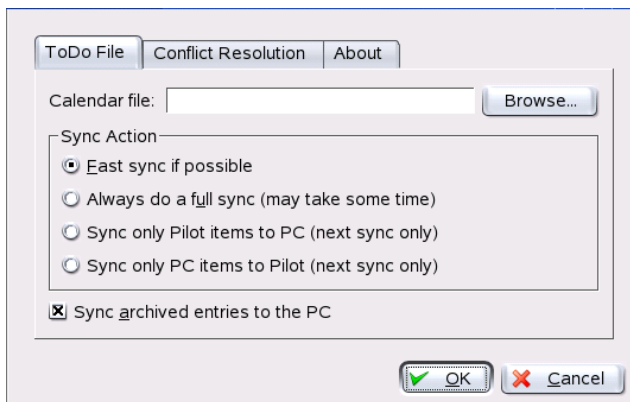 ToDo File Conflict Resolution About
Calendar file: Browse...
Sync Action
Fast sync if possible
Always do a full sync (may take some time)
Sync only Pilot items to PC (next sync only)
Sync only PC items to Pilot (next sync only)
Sync archived entries to the PC
OK Cancel